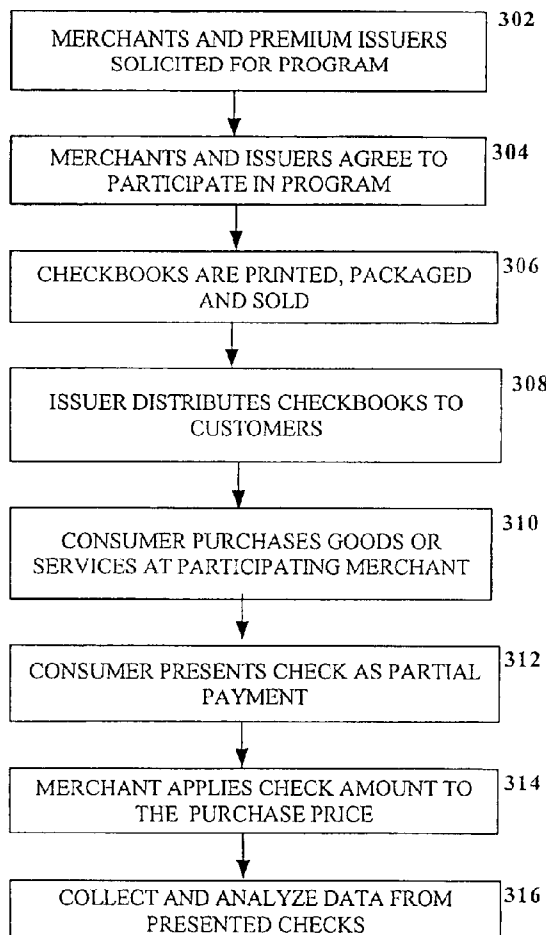 302
MERCHANTS AND PREMIUM ISSUERS
SOLICITED FOR PROGRAM
304
MERCHANTS AND ISSUERS AGREE TO
PARTICIPATE IN PROGRAM
306
CHECKBOOKS ARE PRINTED, PACKAGED
AND SOLD
308
ISSUER DISTRIBUTES CHECKBOOKS TO
CUSTOMERS
310
CONSUMER PURCHASES GOODS OR
SERVICES AT PARTICIPATING MERCHANT
312
CONSUMER PRESENTS CHECK AS PARTIAL
PAYMENT
314
MERCHANT APPLIES CHECK AMOUNT TO
THE PURCHASE PRICE
316
COLLECT AND ANALYZE DATA FROM
PRESENTED CHECKS